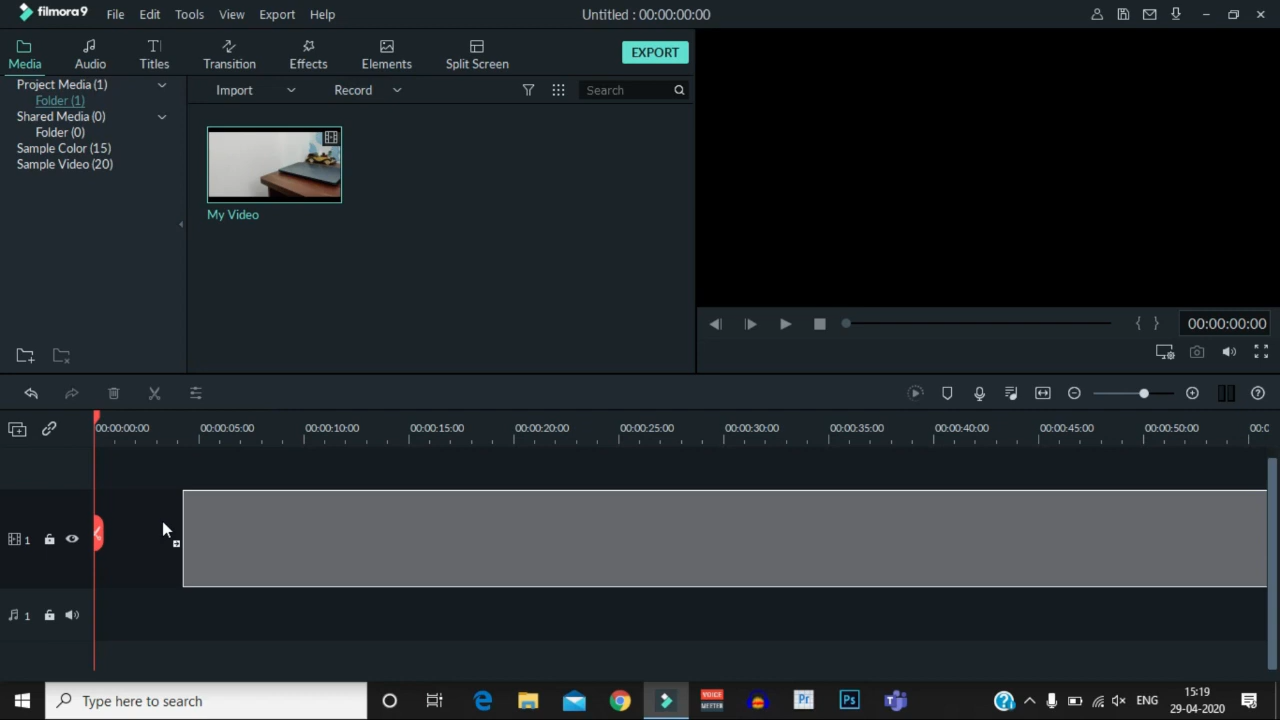 filmora9 File Edit Tools View Export Help Untitled : 00:00:00:00
Media Audio Titles Transition Effects Elements Split Screen EXPORT
Project Media (1)
Folder (1)
Shared Media (0)
Folder (0)
Sample Color (15)
Sample Video (20)
Import Record Search
My Video
{ } 00:00:00:00
00:00:00:00 00:00:05:00 00:00:10:00 00:00:15:00 00:00:20:00 00:00:25:00 00:00:30:00 00:00:35:00 00:00:40:00 00:00:45:00 00:00:50:00 00:0
1
1
Type here to search
VOICE
MEETER
Pr
Ps
ENG
15:19
29-04-2020